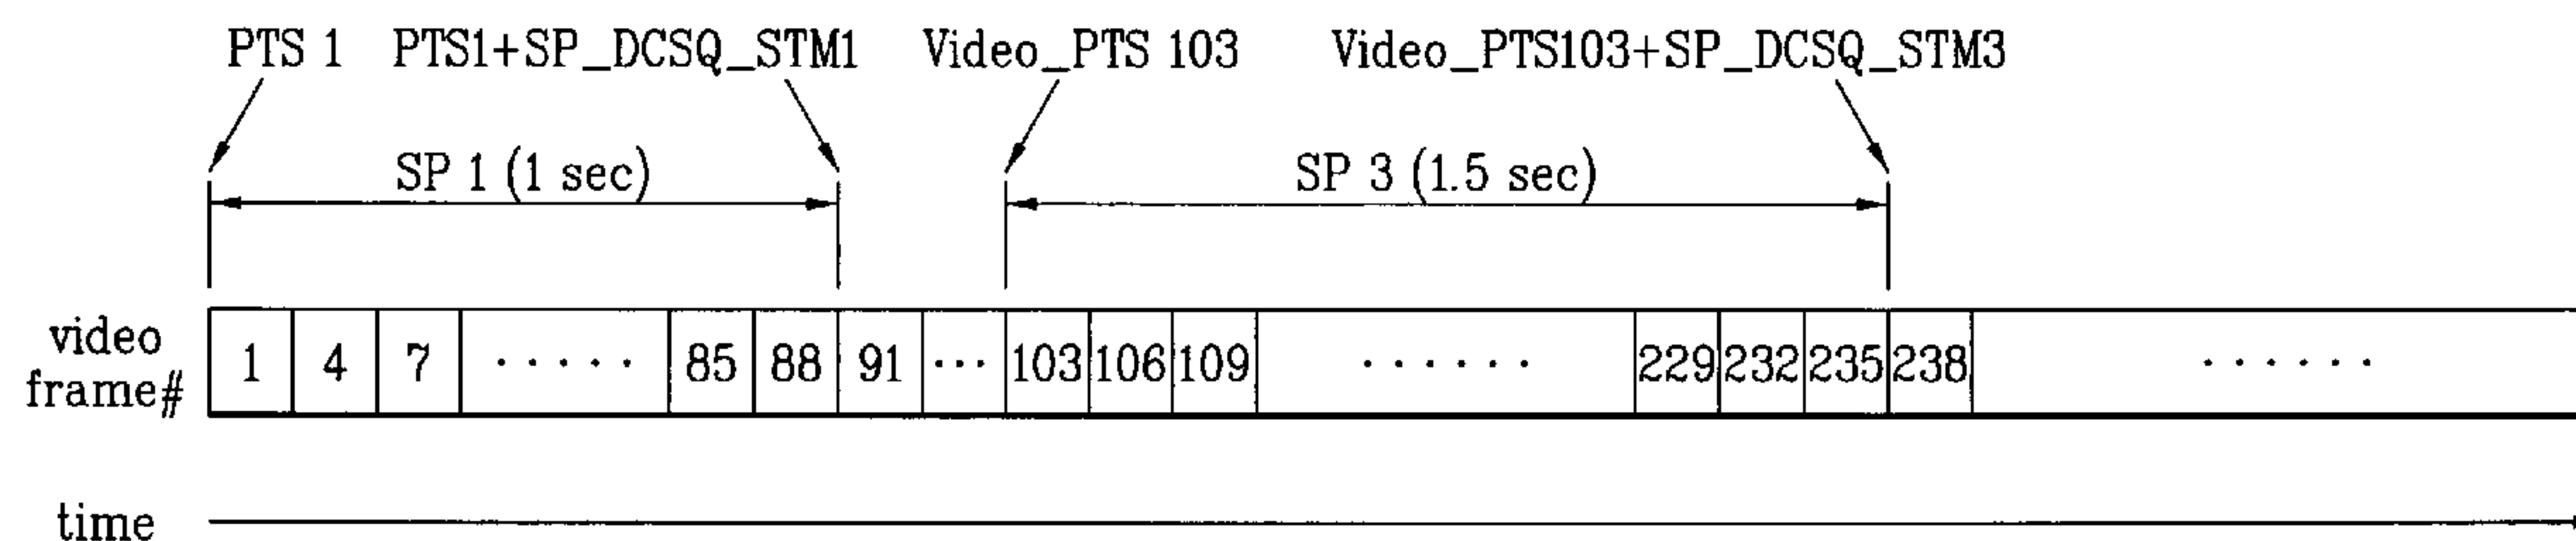 PTS 1 PTS1+SP_DCSQ_STM1 Video_PTS 103 Video_PTS103+SP_DCSQ_STM3
SP 1 (1 sec) SP 3 (1.5 sec)
video frame# 1 4 7 ····· 85 88 91 ··· 103 106 109 ······ 229 232 235 238 ······
time